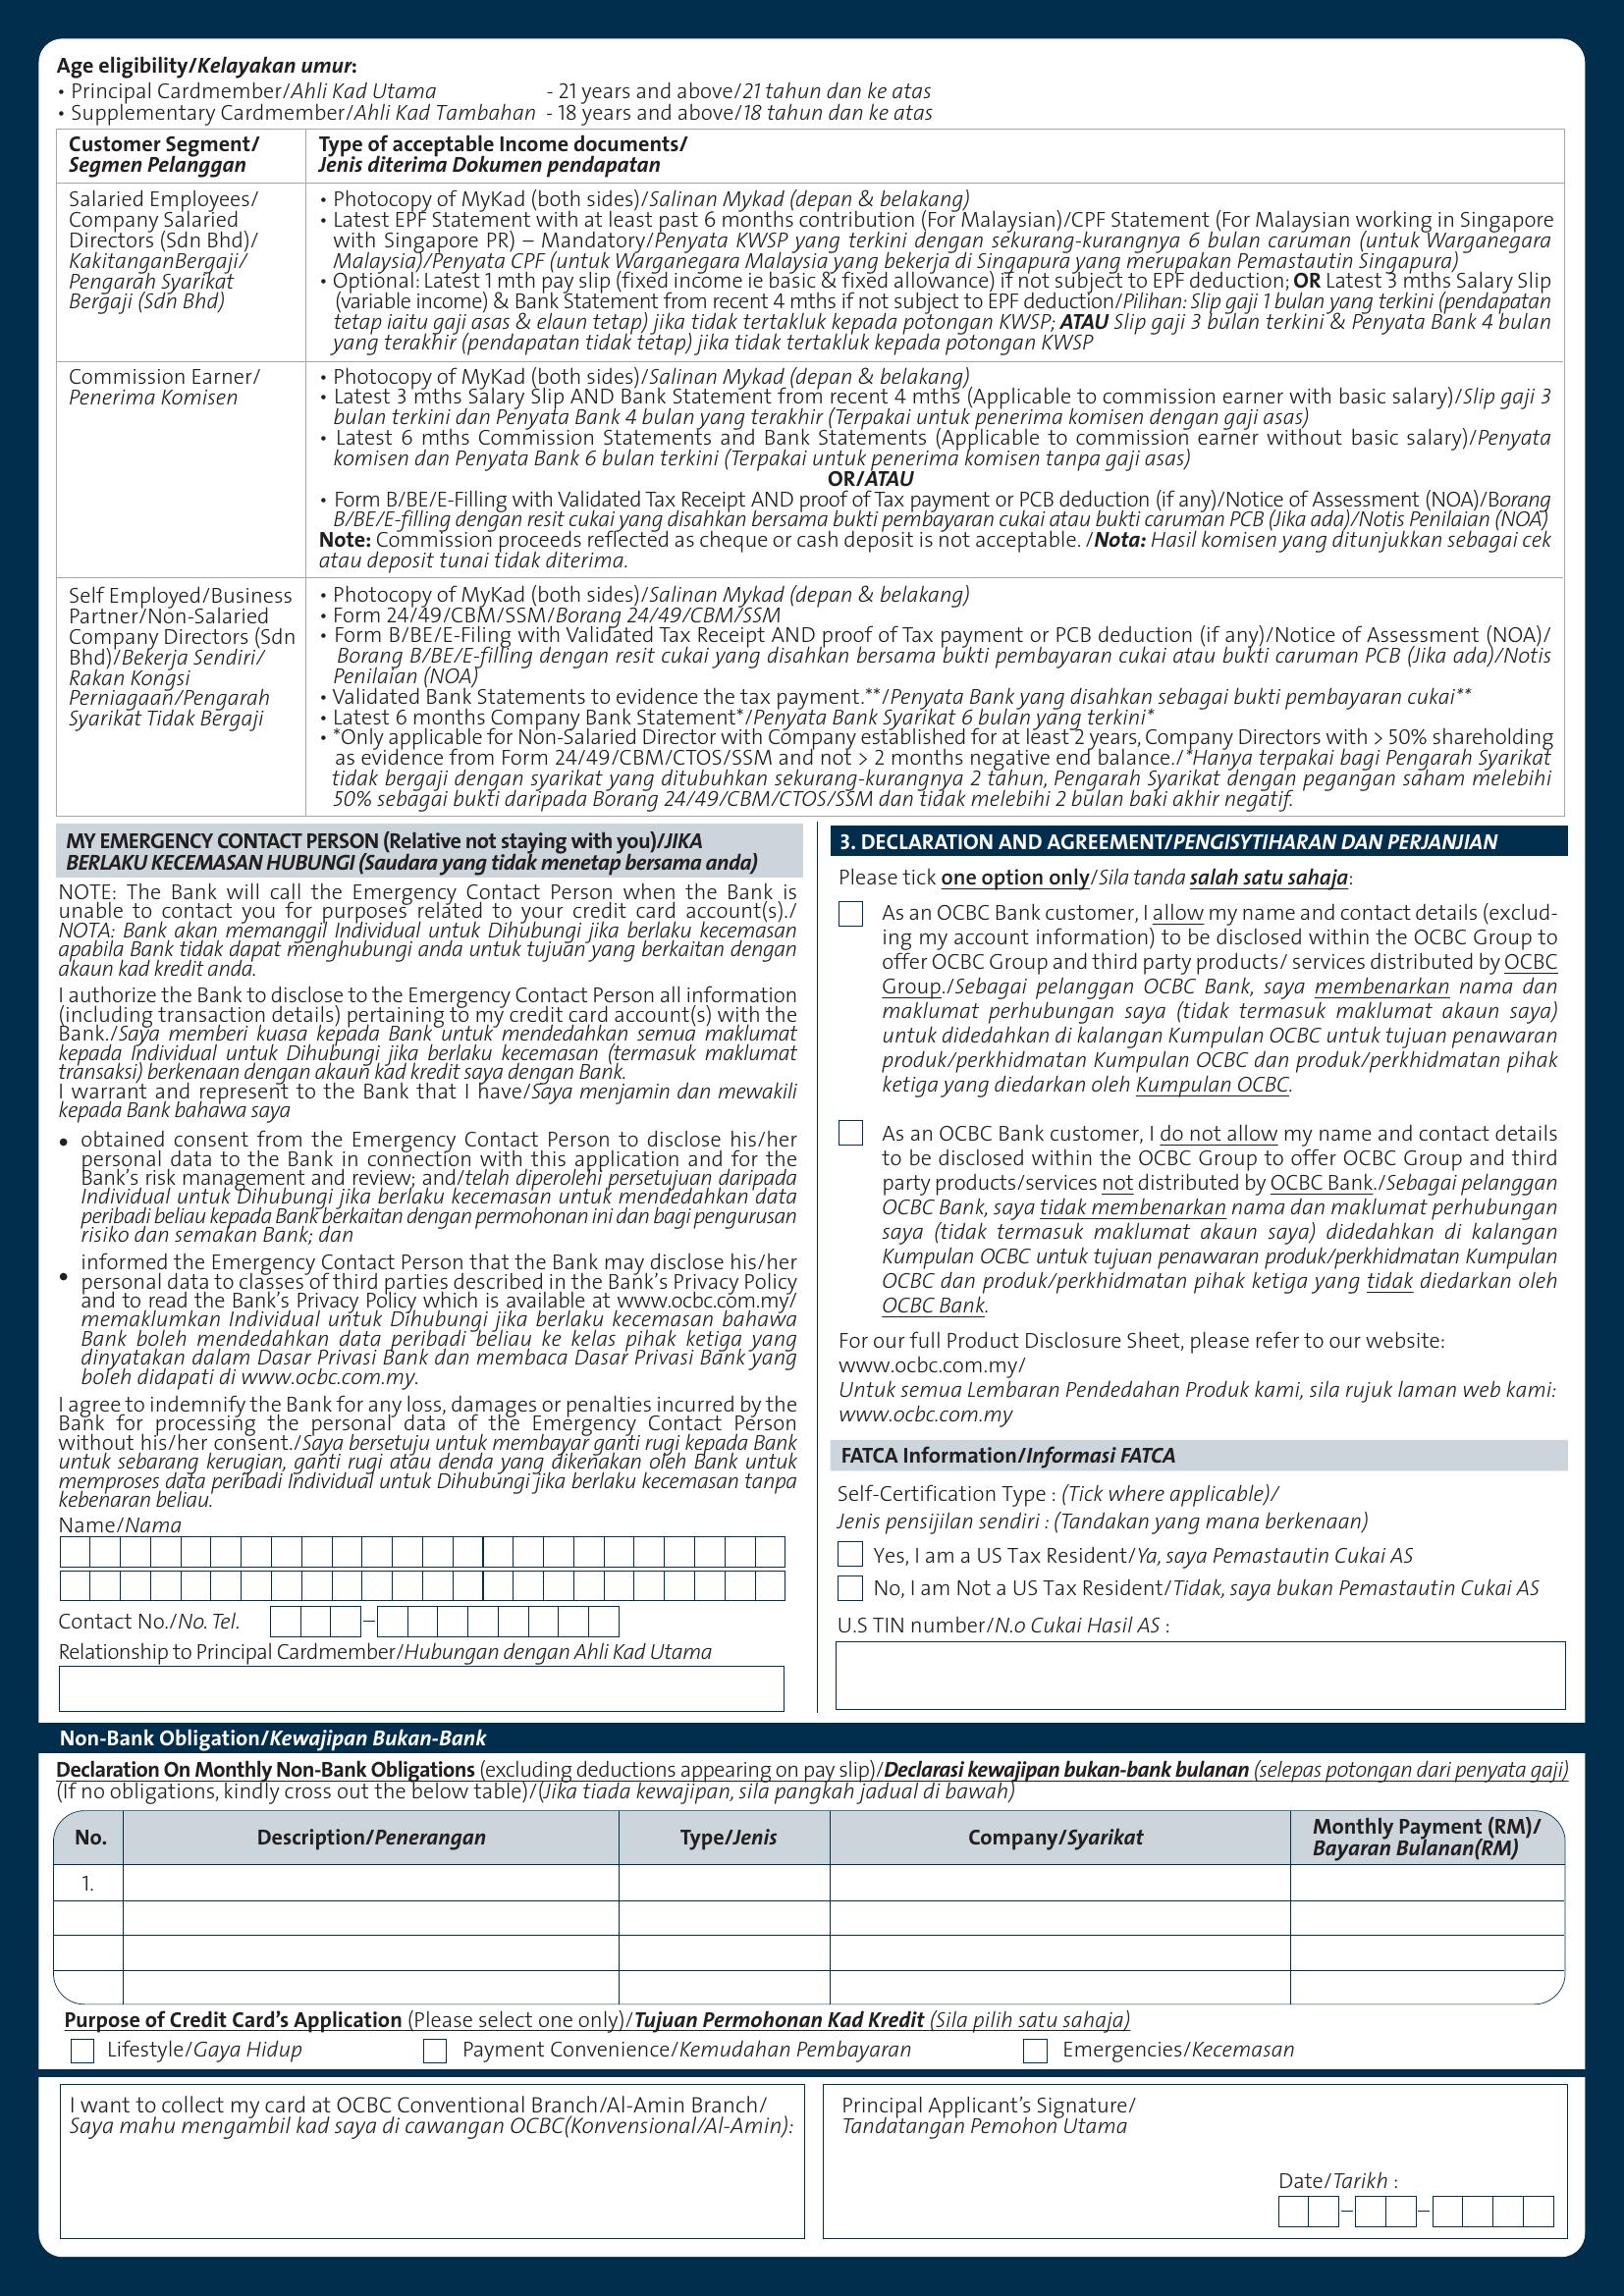 Age eligibility/Kelayakan umur:
• Principal Cardmember/Ahli Kad Utama - 21 years and above/21 tahun dan ke atas
• Supplementary Cardmember/Ahli Kad Tambahan - 18 years and above/18 tahun dan ke atas
Customer Segment/
Segmen Pelanggan
Type of acceptable Income documents/
Jenis diterima Dokumen pendapatan
Salaried Employees/
Company Salaried
Directors (Sdn Bhd)/
KakitanganBergaji/
Pengarah Syarikat
Bergaji (Sdn Bhd)
• Photocopy of MyKad (both sides)/Salinan Mykad (depan & belakang)
• Latest EPF Statement with at least past 6 months contribution (For Malaysian)/CPF Statement (For Malaysian working in Singapore
with Singapore PR) – Mandatory/Penyata KWSP yang terkini dengan sekurang-kurangnya 6 bulan caruman (untuk Warganegara
Malaysia)/Penyata CPF (untuk Warganegara Malaysia yang bekerja di Singapura yang merupakan Pemastautin Singapura)
• Optional: Latest 1 mth pay slip (fixed income ie basic & fixed allowance) if not subject to EPF deduction; OR Latest 3 mths Salary Slip
(variable income) & Bank Statement from recent 4 mths if not subject to EPF deduction/Pilihan: Slip gaji 1 bulan yang terkini (pendapatan
tetap iaitu gaji asas & elaun tetap) jika tidak tertakluk kepada potongan KWSP; ATAU Slip gaji 3 bulan terkini & Penyata Bank 4 bulan
yang terakhir (pendapatan tidak tetap) jika tidak tertakluk kepada potongan KWSP
Commission Earner/
Penerima Komisen
• Photocopy of MyKad (both sides)/Salinan Mykad (depan & belakang)
• Latest 3 mths Salary Slip AND Bank Statement from recent 4 mths (Applicable to commission earner with basic salary)/Slip gaji 3
bulan terkini dan Penyata Bank 4 bulan yang terakhir (Terpakai untuk penerima komisen dengan gaji asas)
• Latest 6 mths Commission Statements and Bank Statements (Applicable to commission earner without basic salary)/Penyata
komisen dan Penyata Bank 6 bulan terkini (Terpakai untuk penerima komisen tanpa gaji asas)
OR/ATAU
• Form B/BE/E-Filling with Validated Tax Receipt AND proof of Tax payment or PCB deduction (if any)/Notice of Assessment (NOA)/Borang
B/BE/E-filling dengan resit cukai yang disahkan bersama bukti pembayaran cukai atau bukti caruman PCB (Jika ada)/Notis Penilaian (NOA)
Note: Commission proceeds reflected as cheque or cash deposit is not acceptable. /Nota: Hasil komisen yang ditunjukkan sebagai cek
atau deposit tunai tidak diterima.
Self Employed/Business
Partner/Non-Salaried
Company Directors (Sdn
Bhd)/Bekerja Sendiri/
Rakan Kongsi
Perniagaan/Pengarah
Syarikat Tidak Bergaji
• Photocopy of MyKad (both sides)/Salinan Mykad (depan & belakang)
• Form 24/49/CBM/SSM/Borang 24/49/CBM/SSM
• Form B/BE/E-Filing with Validated Tax Receipt AND proof of Tax payment or PCB deduction (if any)/Notice of Assessment (NOA)/
Borang B/BE/E-filling dengan resit cukai yang disahkan bersama bukti pembayaran cukai atau bukti caruman PCB (Jika ada)/Notis
Penilaian (NOA)
• Validated Bank Statements to evidence the tax payment.**/Penyata Bank yang disahkan sebagai bukti pembayaran cukai**
• Latest 6 months Company Bank Statement*/Penyata Bank Syarikat 6 bulan yang terkini*
• *Only applicable for Non-Salaried Director with Company established for at least 2 years, Company Directors with > 50% shareholding
as evidence from Form 24/49/CBM/CTOS/SSM and not > 2 months negative end balance./*Hanya terpakai bagi Pengarah Syarikat
tidak bergaji dengan syarikat yang ditubuhkan sekurang-kurangnya 2 tahun, Pengarah Syarikat dengan pegangan saham melebihi
50% sebagai bukti daripada Borang 24/49/CBM/CTOS/SSM dan tidak melebihi 2 bulan baki akhir negatif.
MY EMERGENCY CONTACT PERSON (Relative not staying with you)/JIKA
BERLAKU KECEMASAN HUBUNGI (Saudara yang tidak menetap bersama anda)
NOTE: The Bank will call the Emergency Contact Person when the Bank is
unable to contact you for purposes related to your credit card account(s)./
NOTA: Bank akan memanggil Individual untuk Dihubungi jika berlaku kecemasan
apabila Bank tidak dapat menghubungi anda untuk tujuan yang berkaitan dengan
akaun kad kredit anda.
I authorize the Bank to disclose to the Emergency Contact Person all information
(including transaction details) pertaining to my credit card account(s) with the
Bank./Saya memberi kuasa kepada Bank untuk mendedahkan semua maklumat
kepada Individual untuk Dihubungi jika berlaku kecemasan (termasuk maklumat
transaksi) berkenaan dengan akaun kad kredit saya dengan Bank.
I warrant and represent to the Bank that I have/Saya menjamin dan mewakili
kepada Bank bahawa saya
• obtained consent from the Emergency Contact Person to disclose his/her
personal data to the Bank in connection with this application and for the
Bank's risk management and review; and/telah diperolehi persetujuan daripada
Individual untuk Dihubungi jika berlaku kecemasan untuk mendedahkan data
peribadi beliau kepada Bank berkaitan dengan permohonan ini dan bagi pengurusan
risiko dan semakan Bank; dan
• informed the Emergency Contact Person that the Bank may disclose his/her
personal data to classes of third parties described in the Bank's Privacy Policy
and to read the Bank's Privacy Policy which is available at www.ocbc.com.my/
memaklumkan Individual untuk Dihubungi jika berlaku kecemasan bahawa
Bank boleh mendedahkan data peribadi beliau ke kelas pihak ketiga yang
dinyatakan dalam Dasar Privasi Bank dan membaca Dasar Privasi Bank yang
boleh didapati di www.ocbc.com.my.
I agree to indemnify the Bank for any loss, damages or penalties incurred by the
Bank for processing the personal data of the Emergency Contact Person
without his/her consent./Saya bersetuju untuk membayar ganti rugi kepada Bank
untuk sebarang kerugian, ganti rugi atau denda yang dikenakan oleh Bank untuk
memproses data peribadi Individual untuk Dihubungi jika berlaku kecemasan tanpa
kebenaran beliau.
Name/Nama
Contact No./No. Tel. –
Relationship to Principal Cardmember/Hubungan dengan Ahli Kad Utama
3. DECLARATION AND AGREEMENT/PENGISYTIHARAN DAN PERJANJIAN
Please tick one option only/Sila tanda salah satu sahaja:
As an OCBC Bank customer, I allow my name and contact details (exclud-
ing my account information) to be disclosed within the OCBC Group to
offer OCBC Group and third party products/ services distributed by OCBC
Group./Sebagai pelanggan OCBC Bank, saya membenarkan nama dan
maklumat perhubungan saya (tidak termasuk maklumat akaun saya)
untuk didedahkan di kalangan Kumpulan OCBC untuk tujuan penawaran
produk/perkhidmatan Kumpulan OCBC dan produk/perkhidmatan pihak
ketiga yang diedarkan oleh Kumpulan OCBC.
As an OCBC Bank customer, I do not allow my name and contact details
to be disclosed within the OCBC Group to offer OCBC Group and third
party products/services not distributed by OCBC Bank./Sebagai pelanggan
OCBC Bank, saya tidak membenarkan nama dan maklumat perhubungan
saya (tidak termasuk maklumat akaun saya) didedahkan di kalangan
Kumpulan OCBC untuk tujuan penawaran produk/perkhidmatan Kumpulan
OCBC dan produk/perkhidmatan pihak ketiga yang tidak diedarkan oleh
OCBC Bank.
For our full Product Disclosure Sheet, please refer to our website:
www.ocbc.com.my/
Untuk semua Lembaran Pendedahan Produk kami, sila rujuk laman web kami:
www.ocbc.com.my
FATCA Information/Informasi FATCA
Self-Certification Type : (Tick where applicable)/
Jenis pensijilan sendiri : (Tandakan yang mana berkenaan)
Yes, I am a US Tax Resident/Ya, saya Pemastautin Cukai AS
No, I am Not a US Tax Resident/Tidak, saya bukan Pemastautin Cukai AS
U.S TIN number/N.o Cukai Hasil AS :
Non-Bank Obligation/Kewajipan Bukan-Bank
Declaration On Monthly Non-Bank Obligations (excluding deductions appearing on pay slip)/Declarasi kewajipan bukan-bank bulanan (selepas potongan dari penyata gaji)
(If no obligations, kindly cross out the below table)/(Jika tiada kewajipan, sila pangkah jadual di bawah)
No. Description/Penerangan Type/Jenis Company/Syarikat Monthly Payment (RM)/
Bayaran Bulanan(RM)
1.
Purpose of Credit Card's Application (Please select one only)/Tujuan Permohonan Kad Kredit (Sila pilih satu sahaja)
Lifestyle/Gaya Hidup Payment Convenience/Kemudahan Pembayaran Emergencies/Kecemasan
I want to collect my card at OCBC Conventional Branch/Al-Amin Branch/
Saya mahu mengambil kad saya di cawangan OCBC(Konvensional/Al-Amin):
Principal Applicant's Signature/
Tandatangan Pemohon Utama
Date/Tarikh :
– –